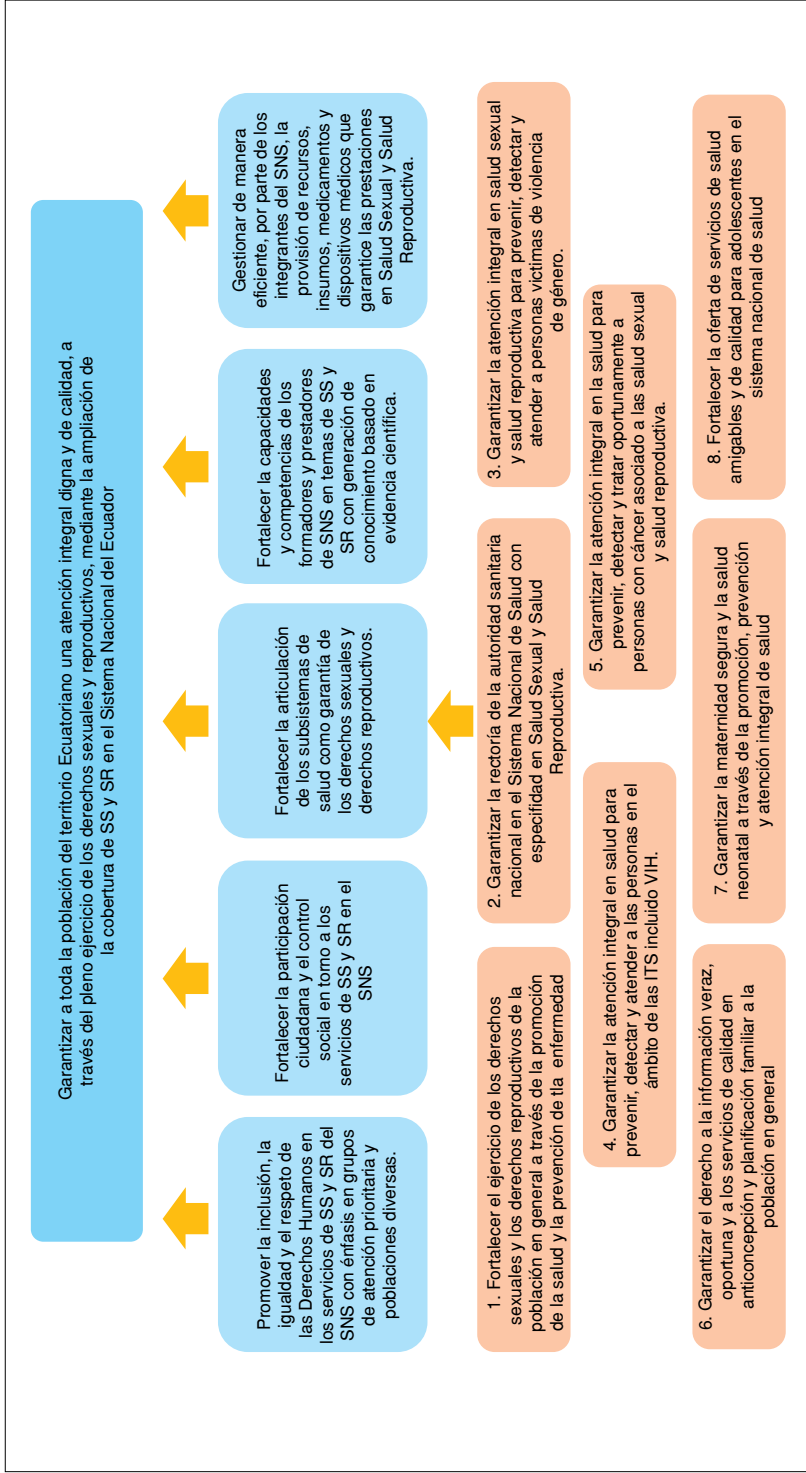 Garantizar a toda la población del territorio Ecuatoriano una atención integral digna y de calidad, a
través del pleno ejercicio de los derechos sexuales y reproductivos, mediante la ampliación de
la cobertura de SS y SR en el Sistema Nacional del Ecuador
Promover la inclusión, la
igualdad y el respeto de
las Derechos Humanos en
los servicios de SS y SR del
SNS con énfasis en grupos
de atención prioritaria y
poblaciones diversas.
Fortalecer la participación
ciudadana y el control
social en torno a los
servicios de SS y SR en el
SNS
Fortalecer la articulación
de los subsistemas de
salud como garantía de
los derechos sexuales y
derechos reproductivos.
Fortalecer la capacidades
y competencias de los
formadores y prestadores
de SNS en temas de SS y
SR con generación de
conocimiento basado en
evidencia científica.
Gestionar de manera
eficiente, por parte de los
integrantes del SNS, la
provisión de recursos,
insumos, medicamentos y
dispositivos médicos que
garantice las prestaciones
en Salud Sexual y Salud
Reproductiva.
1. Fortalecer el ejercicio de los derechos
sexuales y los derechos reproductivos de la
población en general a través de la promoción
de la salud y la prevención de tla enfermedad
2. Garantizar la rectoría de la autoridad sanitaria
nacional en el Sistema Nacional de Salud con
especifidad en Salud Sexual y Salud
Reproductiva.
3. Garantizar la atención integral en salud sexual
y salud reproductiva para prevenir, detectar y
atender a personas victimas de violencia
de género.
4. Garantizar la atención integral en salud para
prevenir, detectar y atender a las personas en el
ámbito de las ITS incluido VIH.
5. Garantizar la atención integral en la salud para
prevenir, detectar y tratar oportunamente a
personas con cáncer asociado a las salud sexual
y salud reproductiva.
6. Garantizar el derecho a la información veraz,
oportuna y a los servicios de calidad en
anticoncepción y planificación familiar a la
población en general
7. Garantizar la maternidad segura y la salud
neonatal a través de la promoción, prevención
y atención integral de salud
8. Fortalecer la oferta de servicios de salud
amigables y de calidad para adolescentes en el
sistema nacional de salud